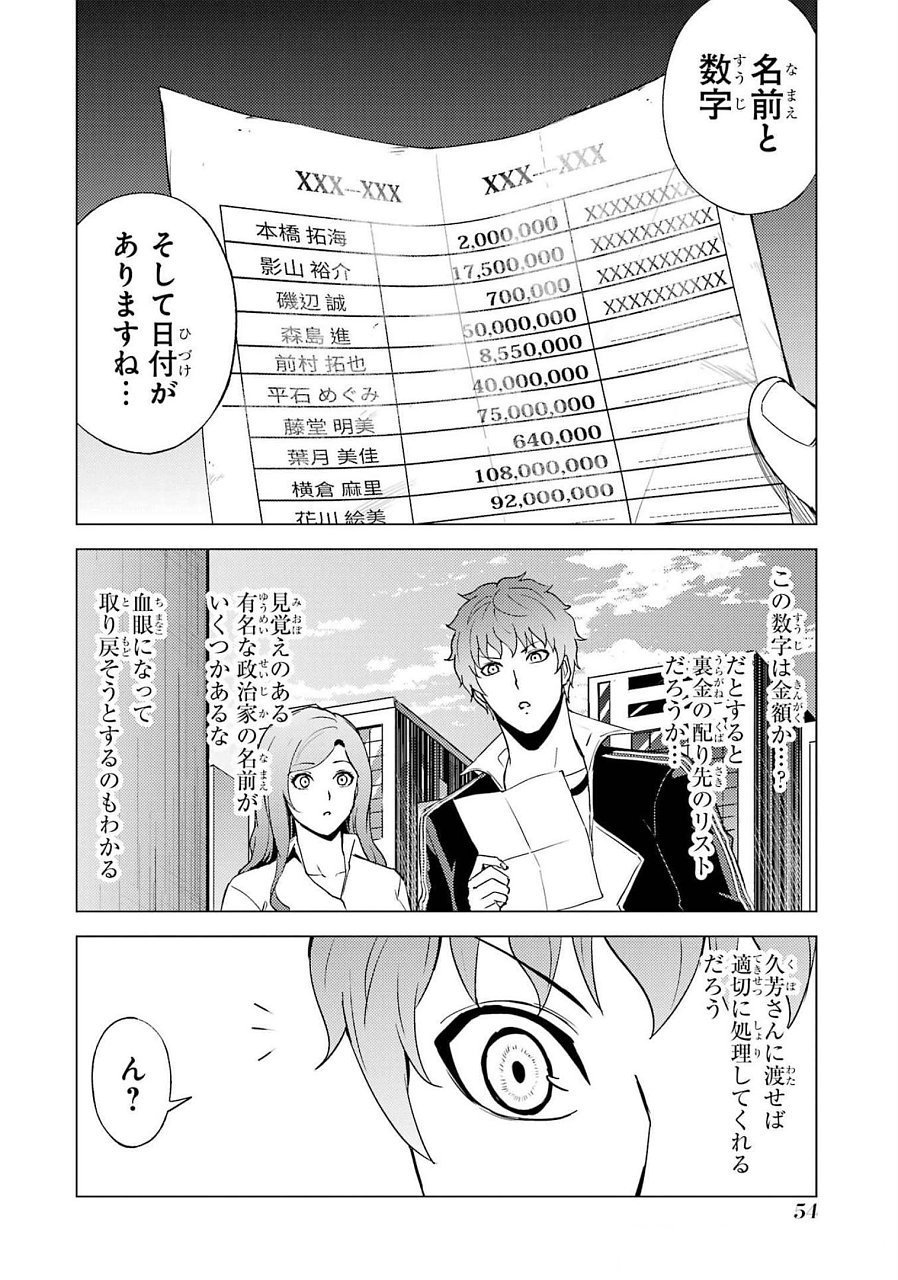 名前と
数字
XXX---XXX XXX----XXX
本橋 拓海 2,000,000 XXXXXXXXXX
影山 裕介 17,500,000 XXXXXXXXXX
磯辺 誠 700,000 XXXXXXXXXX
森島 進 50,000,000 XXXXXXXXXX
前村 拓也 8,550,000
平石 めぐみ 40,000,000
藤堂 明美 75,000,000
葉月 美佳 640,000
横倉 麻里 108,000,000
花川 絵美 92,000,000
そして日付が
ありますね…
この数字は金額か…?
だとすると
裏金の配り先のリスト
だろうか…
見覚えのある
有名な政治家の名前が
いくつかあるな
血眼になって
取り戻そうとするのもわかる
久芳さんに渡せば
適切に処理してくれる
だろう
ん?
54